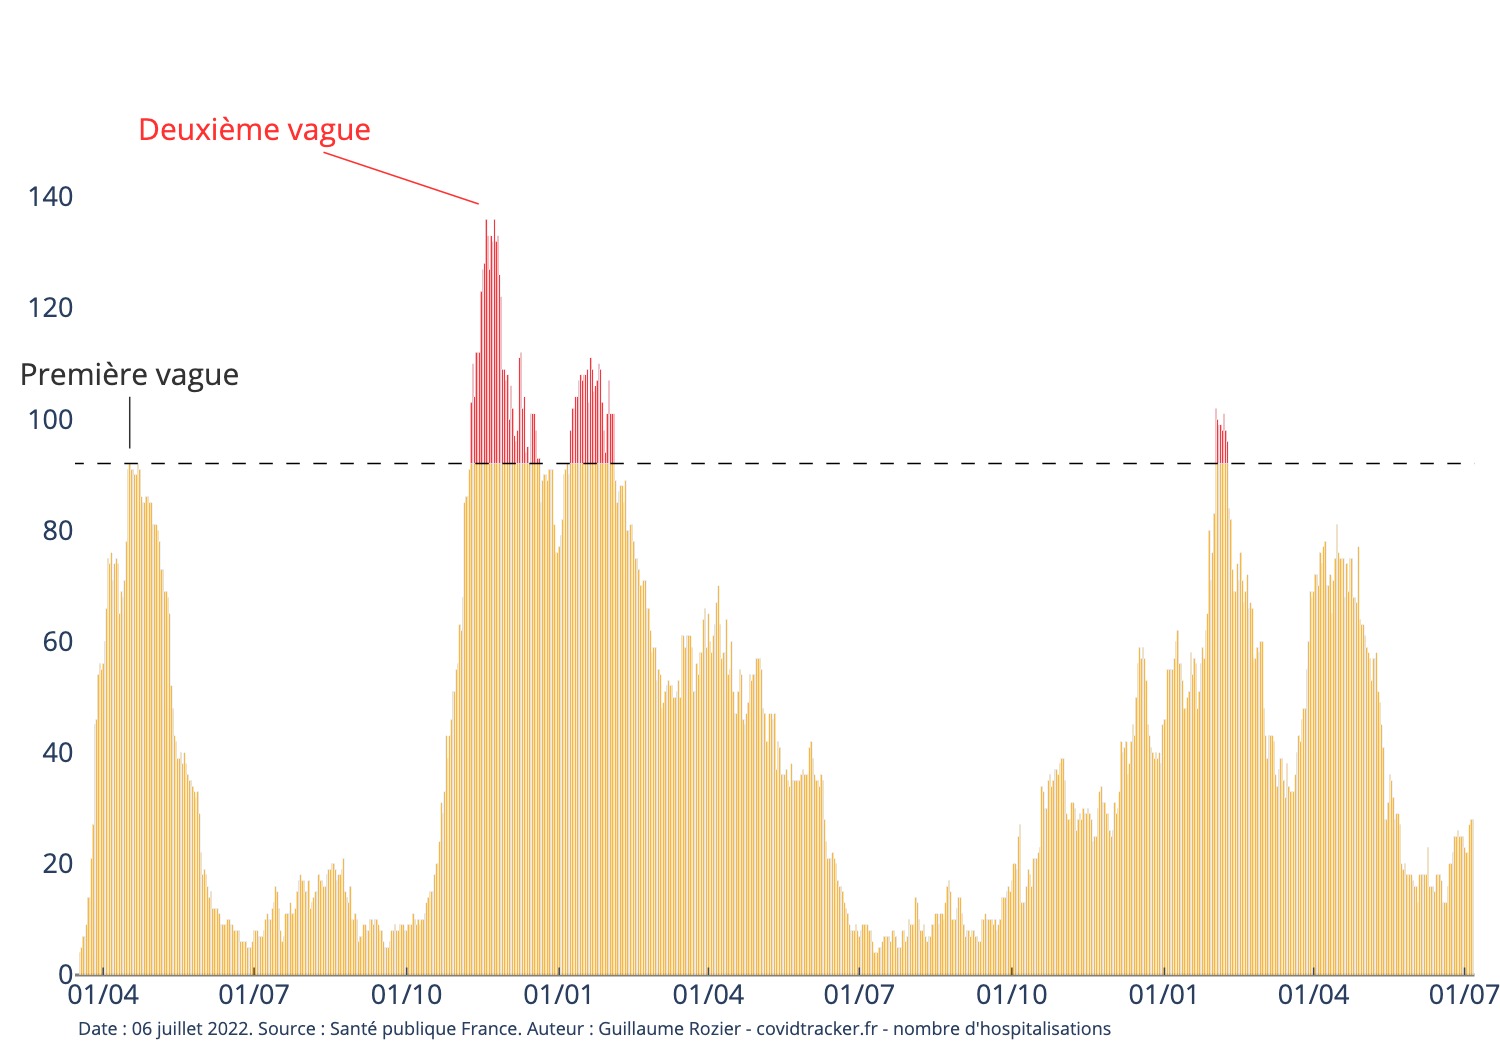 Deuxième vague
140
120
Première vague
100
80
60
40
20
0
01/04 01/07 01/10 01/01 01/04 01/07 01/10 01/01 01/04 01/07
Date : 06 juillet 2022. Source : Santé publique France. Auteur : Guillaume Rozier - covidtracker.fr - nombre d'hospitalisations